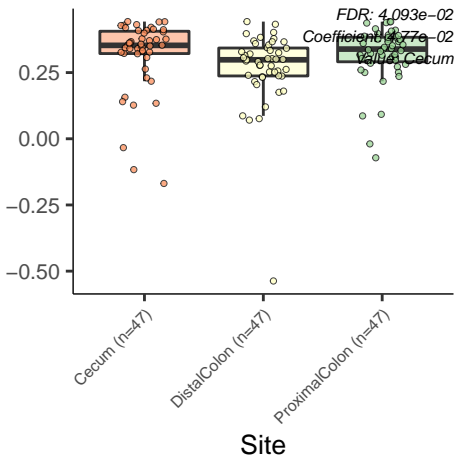 FDR: 4.093e−02
Value: Cecum
0.25
0.00
−0.25
−0.50
Cecum (n=47)
DistalColon (n=47)
ProximalColon (n=47)
Site